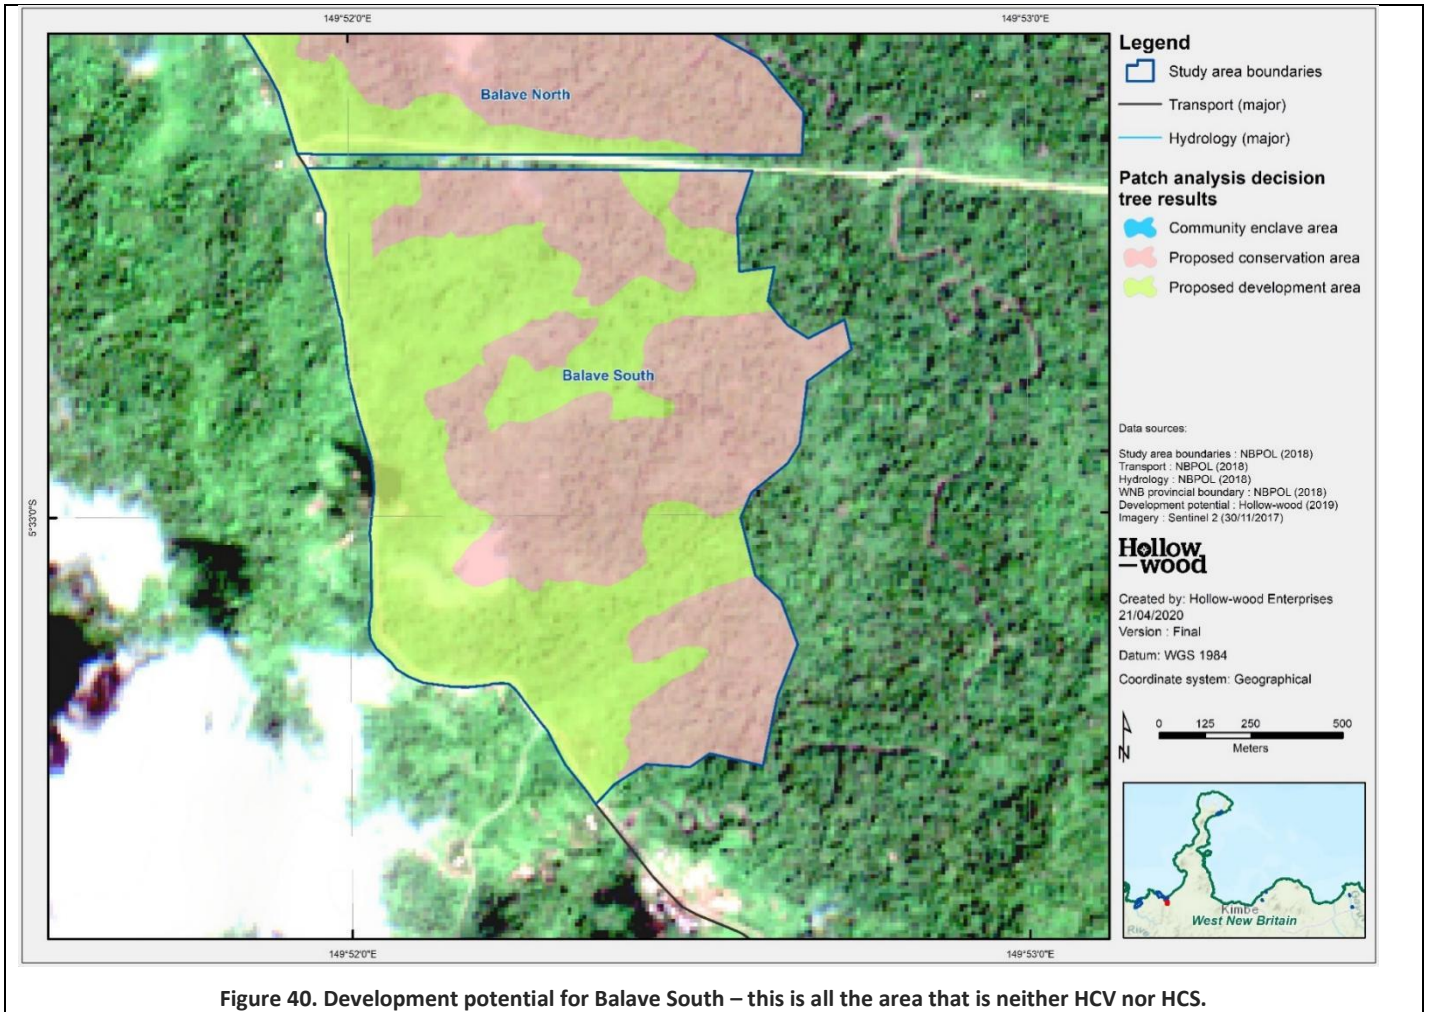 149°52'0"E
149°53'0"E
Balave North
Balave South
5°33'0"S
149°52'0"E
149°53'0"E
Legend
Study area boundaries
Transport (major)
Hydrology (major)
Patch analysis decision
tree results
Community enclave area
Proposed conservation area
Proposed development area
Data sources:
Study area boundaries : NBPOL (2018)
Transport : NBPOL (2018)
Hydrology : NBPOL (2018)
WNB provincial boundary : NBPOL (2018)
Development potential : Hollow-wood (2019)
Imagery : Sentinel 2 (30/11/2017)
Hollow
wood
Created by: Hollow-wood Enterprises
21/04/2020
Version : Final
Datum: WGS 1984
Coordinate system: Geographical
N
0 125 250 500
Meters
Kimbe
West New Britain
Figure 40. Development potential for Balave South – this is all the area that is neither HCV nor HCS.